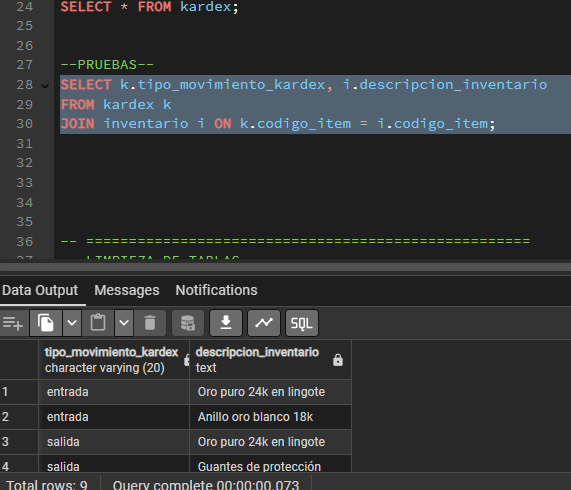 24 SELECT * FROM kardex;
25
26
27 --PRUEBAS--
28 SELECT k.tipo_movimiento_kardex, i.descripcion_inventario
29 FROM kardex k
30 JOIN inventario i ON k.codigo_item = i.codigo_item;
31
32
33
34
35
36 -- ====================================================
37 -- LIMPIEZA DE TABLAS
Data Output Messages Notifications
SQL
tipo_movimiento_kardex descripcion_inventario
character varying (20) text
1 entrada Oro puro 24k en lingote
2 entrada Anillo oro blanco 18k
3 salida Oro puro 24k en lingote
4 salida Guantes de protección
Total rows: 9 Query complete 00:00:00.073